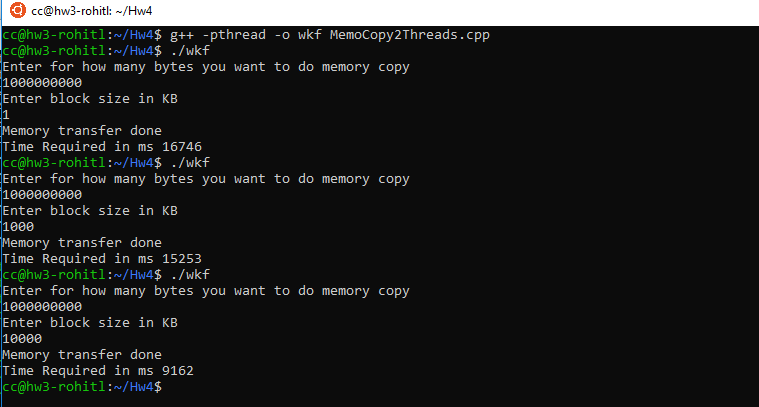 cc@hw3-rohitl: ~/Hw4
cc@hw3-rohitl:~/Hw4$ g++ -pthread -o wkf MemoCopy2Threads.cpp
cc@hw3-rohitl:~/Hw4$ ./wkf
Enter for how many bytes you want to do memory copy
1000000000
Enter block size in KB
1
Memory transfer done
Time Required in ms 16746
cc@hw3-rohitl:~/Hw4$ ./wkf
Enter for how many bytes you want to do memory copy
1000000000
Enter block size in KB
1000
Memory transfer done
Time Required in ms 15253
cc@hw3-rohitl:~/Hw4$ ./wkf
Enter for how many bytes you want to do memory copy
1000000000
Enter block size in KB
10000
Memory transfer done
Time Required in ms 9162
cc@hw3-rohitl:~/Hw4$